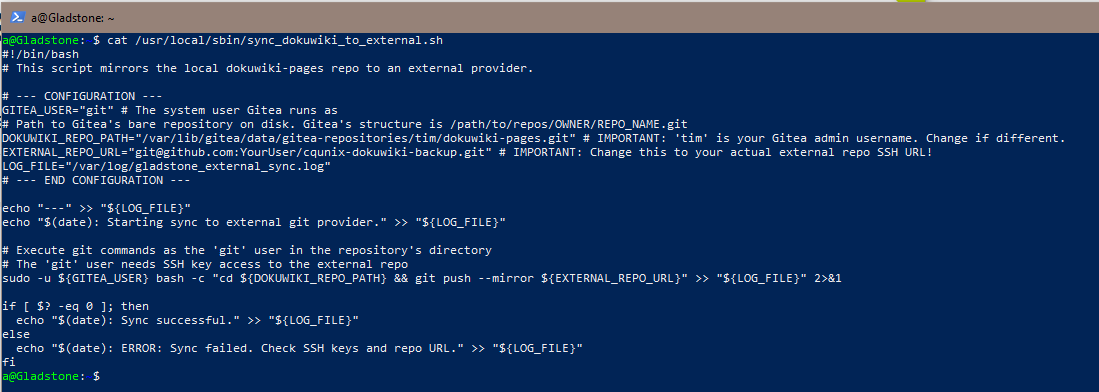 a@Gladstone: ~
a@Gladstone: $ cat /usr/local/sbin/sync_dokuwiki_to_external.sh
#!/bin/bash
# This script mirrors the local dokuwiki-pages repo to an external provider.
# --- CONFIGURATION ---
GITEA_USER="git" # The system user Gitea runs as
# Path to Gitea's bare repository on disk. Gitea's structure is /path/to/repos/OWNER/REPO_NAME.git
DOKUWIKI_REPO_PATH="/var/lib/gitea/data/gitea-repositories/tim/dokuwiki-pages.git" # IMPORTANT: 'tim' is your Gitea admin username. Change if different.
EXTERNAL_REPO_URL="git@github.com:YourUser/cqunix-dokuwiki-backup.git" # IMPORTANT: Change this to your actual external repo SSH URL!
LOG_FILE="/var/log/gladstone_external_sync.log"
# --- END CONFIGURATION ---
echo "---" >> "${LOG_FILE}"
echo "$(date): Starting sync to external git provider." >> "${LOG_FILE}"
# Execute git commands as the 'git' user in the repository's directory
# The 'git' user needs SSH key access to the external repo
sudo -u ${GITEA_USER} bash -c "cd ${DOKUWIKI_REPO_PATH} && git push --mirror ${EXTERNAL_REPO_URL}" >> "${LOG_FILE}" 2>&1
if [ $? -eq 0 ]; then
  echo "$(date): Sync successful." >> "${LOG_FILE}"
else
  echo "$(date): ERROR: Sync failed. Check SSH keys and repo URL." >> "${LOG_FILE}"
fi
a@Gladstone: $